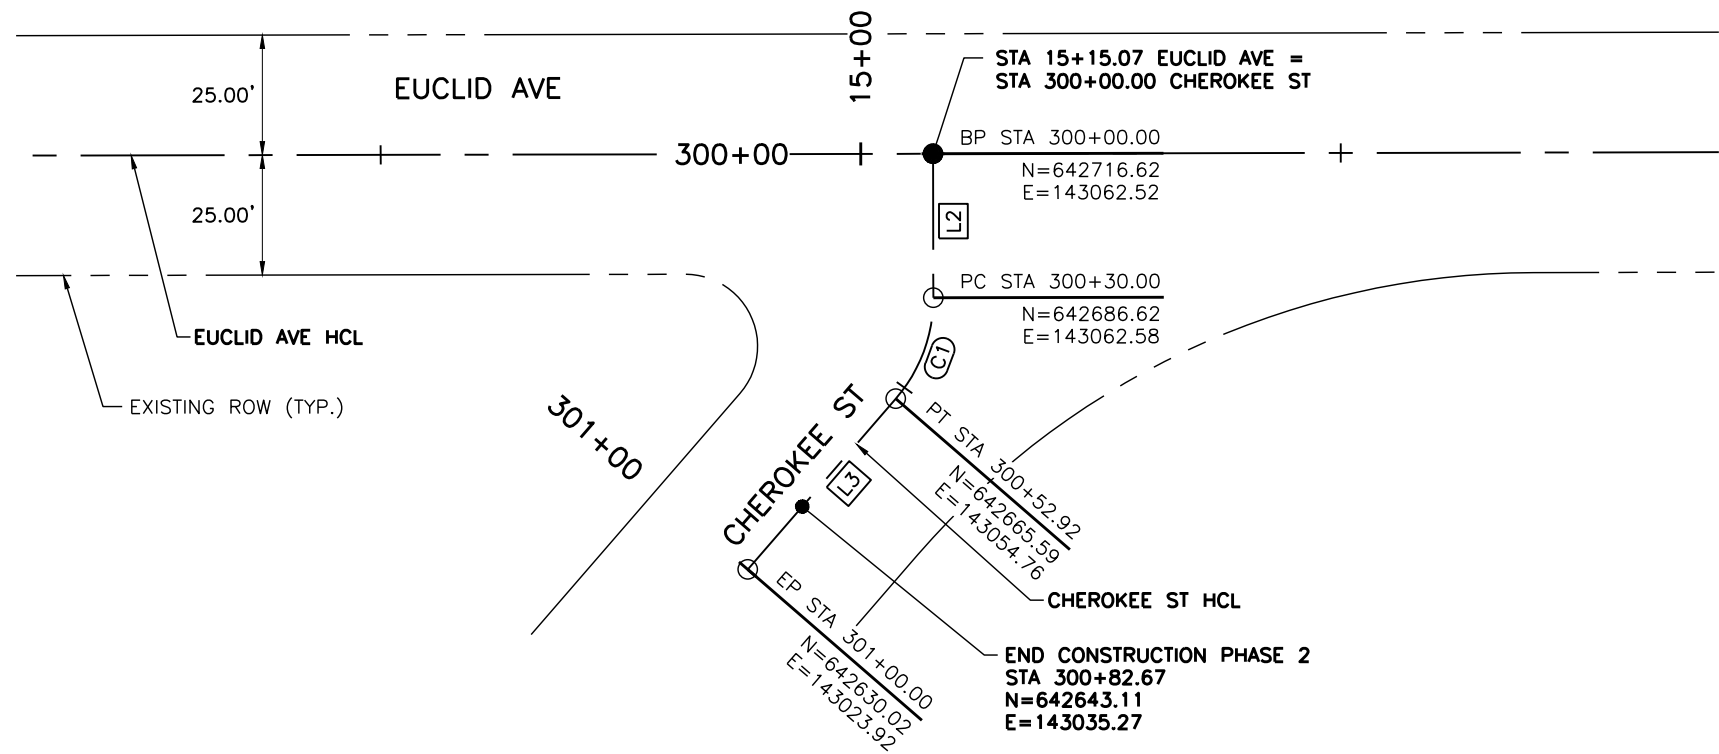 15+00
STA 15+15.07 EUCLID AVE =
STA 300+00.00 CHEROKEE ST
25.00'
EUCLID AVE
BP STA 300+00.00
300+00
N=642716.62
E=143062.52
25.00'
L2
PC STA 300+30.00
N=642686.62
E=143062.58
EUCLID AVE HCL
C1
EXISTING ROW (TYP.)
301+00
CHEROKEE ST
PT STA 300+52.92
N=642665.59
E=143054.76
L3
CHEROKEE ST HCL
EP STA 301+00.00
N=642630.02
E=143023.92
END CONSTRUCTION PHASE 2
STA 300+82.67
N=642643.11
E=143035.27